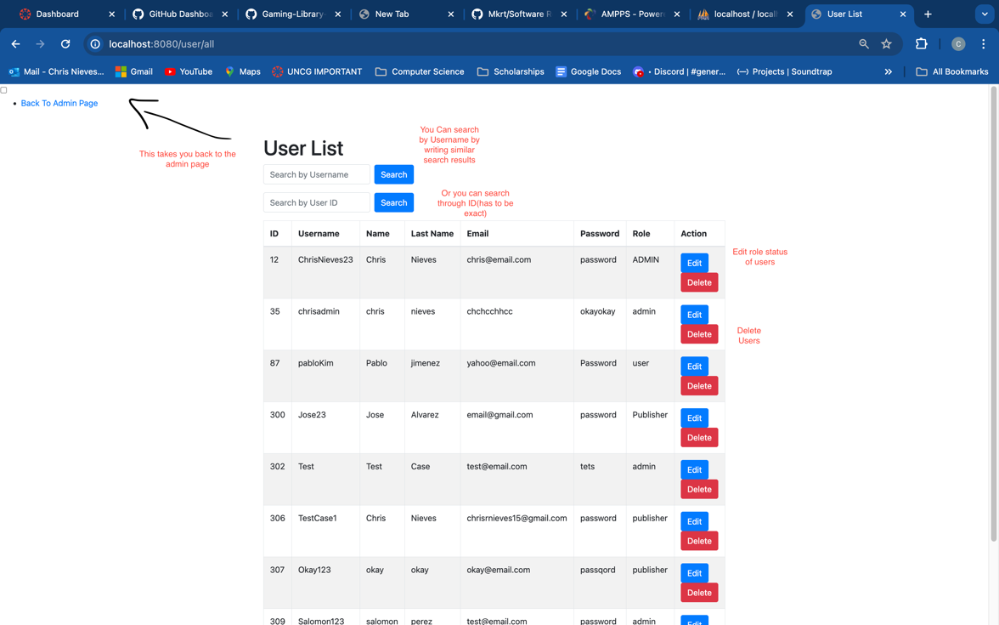 Dashboard
GitHub Dashboa
Gaming-Library-
New Tab
Mkrt/Software R
AMPPS - Power
localhost / locall
User List
localhost:8080/user/all
C
Mail - Chris Nieves...
Gmail
YouTube
Maps
UNCG IMPORTANT
Computer Science
Scholarships
Google Docs
• Discord | #gener...
Projects | Soundtrap
All Bookmarks
• Back To Admin Page
This takes you back to the
admin page
User List
You Can search
by Username by
writing similar
search results
Search by Username Search
Or you can search
through ID(has to be
exact)
Search by User ID Search
ID Username Name Last Name Email Password Role Action
12 ChrisNieves23 Chris Nieves chris@email.com password ADMIN Edit
Delete
Edit role status
of users
35 chrisadmin chris nieves chchcchhcc okayokay admin Edit
Delete
Delete
Users
87 pabloKim Pablo jimenez yahoo@email.com Password user Edit
Delete
300 Jose23 Jose Alvarez email@gmail.com password Publisher Edit
Delete
302 Test Test Case test@email.com tets admin Edit
Delete
306 TestCase1 Chris Nieves chrisrnieves15@gmail.com password publisher Edit
Delete
307 Okay123 okay okay okay@email.com passqord publisher Edit
Delete
309 Salomon123 salomon perez test@email.com password admin Edit